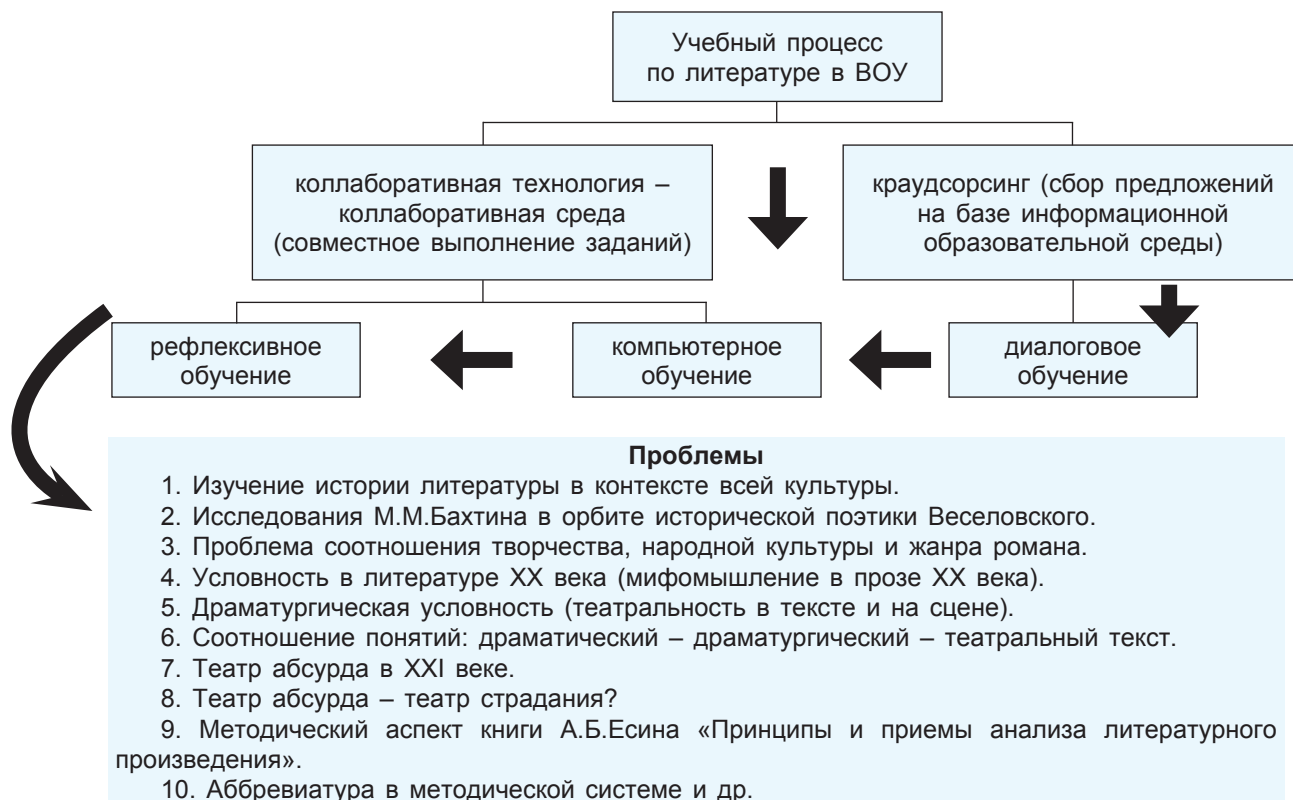 Учебный процесс
по литературе в ВОУ
коллаборативная технология –
коллаборативная среда
(совместное выполнение заданий)
краудсорсинг (сбор предложений
на базе информационной
образовательной среды)
рефлексивное
обучение
компьютерное
обучение
диалоговое
обучение
Проблемы
1. Изучение истории литературы в контексте всей культуры.
2. Исследования М.М.Бахтина в орбите исторической поэтики Веселовского.
3. Проблема соотношения творчества, народной культуры и жанра романа.
4. Условность в литературе XX века (мифомышление в прозе XX века).
5. Драматургическая условность (театральность в тексте и на сцене).
6. Соотношение понятий: драматический – драматургический – театральный текст.
7. Театр абсурда в XXI веке.
8. Театр абсурда – театр страдания?
9. Методический аспект книги А.Б.Есина «Принципы и приемы анализа литературного
произведения».
10. Аббревиатура в методической системе и др.